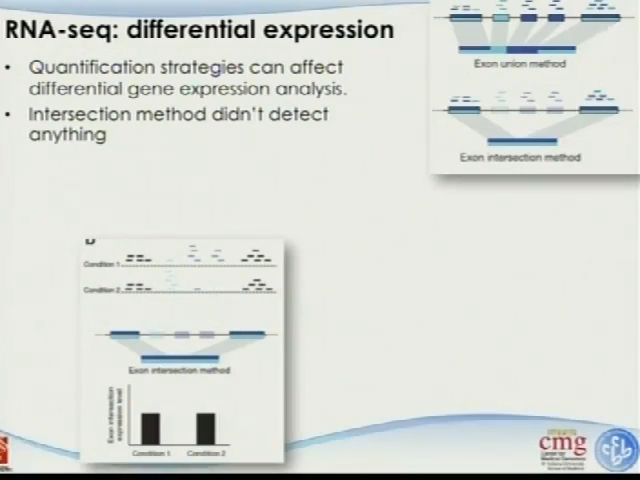 RNA-seq: differential expression
• Quantification strategies can affect
differential gene expression analysis.
• Intersection method didn't detect
anything
Exon union method
Exon intersection method
Condition 1
Condition 2
Exon intersection method
Exon intersection
expression level
Condition 1 Condition 2
cmg